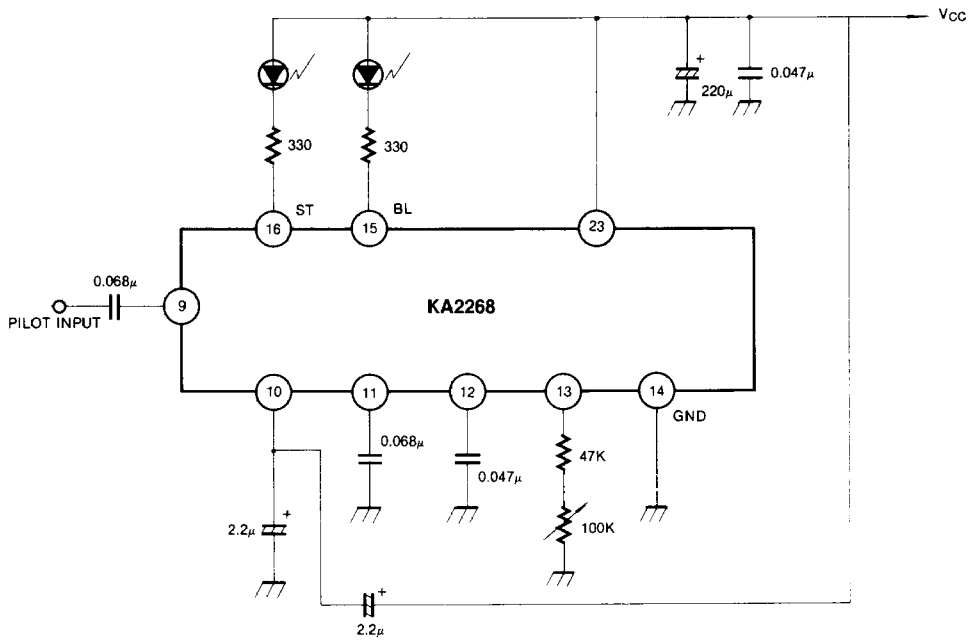 VCC
+
220μ
0.047μ
330
330
16
ST
15
BL
23
0.068μ
9
PILOT INPUT
KA2268
10
11
12
13
14
GND
0.068μ
0.047μ
47K
100K
+
2.2μ
+
2.2μ